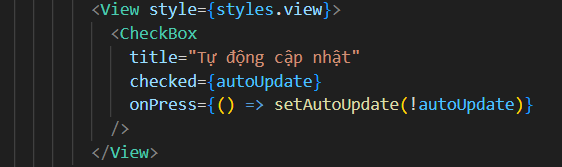 <View style={styles.view}>
<CheckBox
title="Tự động cập nhật"
checked={autoUpdate}
onPress={() => setAutoUpdate(!autoUpdate)}
/>
</View>